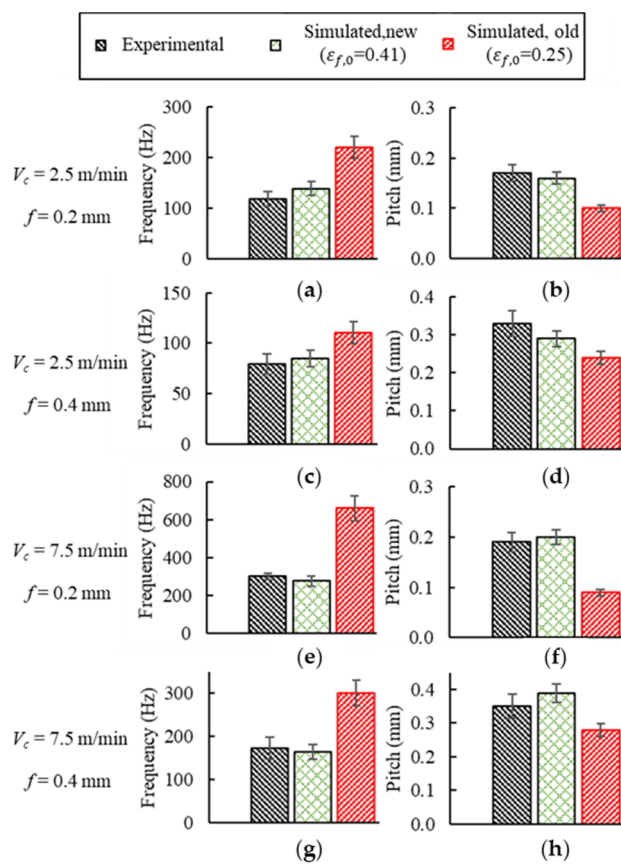 Experimental
Simulated,new
(εf,0=0.41)
Simulated, old
(εf,0=0.25)
Vc = 2.5 m/min
f = 0.2 mm
Frequency (Hz)
300
200
100
0
(a)
Pitch (mm)
0.3
0.2
0.1
0.0
(b)
Vc = 2.5 m/min
f = 0.4 mm
Frequency (Hz)
150
100
50
0
(c)
Pitch (mm)
0.4
0.3
0.2
0.1
0.0
(d)
Vc = 7.5 m/min
f = 0.2 mm
Frequency (Hz)
800
600
400
200
0
(e)
Pitch (mm)
0.3
0.2
0.1
0.0
(f)
Vc = 7.5 m/min
f = 0.4 mm
Frequency (Hz)
300
200
100
0
(g)
Pitch (mm)
0.4
0.3
0.2
0.1
0.0
(h)